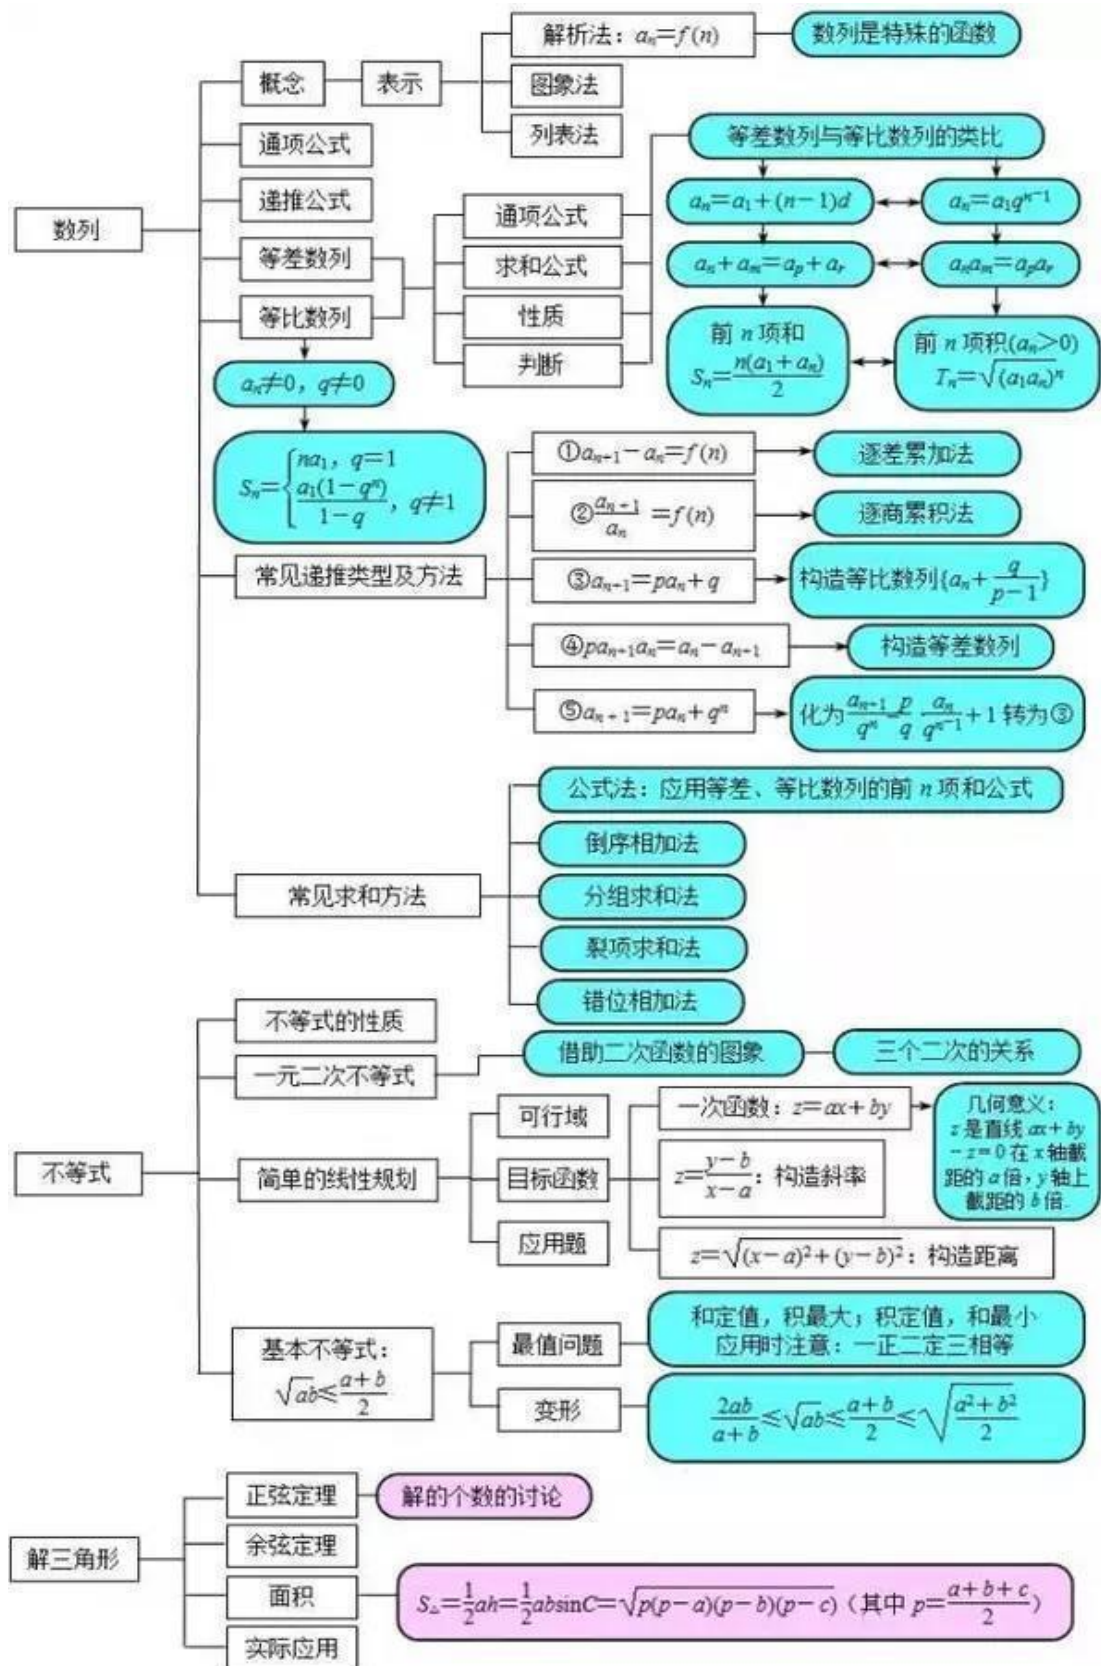 解析法：aₙ=f(n)
数列是特殊的函数
概念
表示
图象法
列表法
通项公式
等差数列与等比数列的类比
递推公式
数列
通项公式
aₙ=a₁+(n−1)d
aₙ=a₁qⁿ⁻¹
等差数列
求和公式
aₙ+aₘ=aₚ+aᵣ
aₙaₘ=aₚaᵣ
等比数列
性质
判断
前 n 项和
Sₙ=n(a₁+aₙ)/2
前 n 项积(aₙ>0)
Tₙ=√(a₁aₙ)ⁿ
aₙ≠0，q≠0
Sₙ={na₁，q=1
a₁(1−qⁿ)/(1−q)，q≠1
常见递推类型及方法
①aₙ₊₁−aₙ=f(n)
逐差累加法
②aₙ₊₁/aₙ=f(n)
逐商累积法
③aₙ₊₁=paₙ+q
构造等比数列{aₙ+q/(p−1)}
④paₙ₊₁aₙ=aₙ−aₙ₊₁
构造等差数列
⑤aₙ₊₁=paₙ+qⁿ
化为aₙ₊₁/qⁿ=p/q aₙ/qⁿ⁻¹+1 转为③
常见求和方法
公式法：应用等差、等比数列的前 n 项和公式
倒序相加法
分组求和法
裂项求和法
错位相加法
不等式
不等式的性质
一元二次不等式
借助二次函数的图象
三个二次的关系
简单的线性规划
可行域
目标函数
应用题
一次函数：z=ax+by
几何意义：
z 是直线 ax+by
−z=0 在 x 轴截
距的 a 倍，y 轴上
截距的 b 倍.
z=(y−b)/(x−a)：构造斜率
z=√((x−a)²+(y−b)²)：构造距离
基本不等式：
√ab≤(a+b)/2
最值问题
和定值，积最大；积定值，和最小
应用时注意：一正二定三相等
变形
2ab/(a+b)≤√ab≤(a+b)/2≤√((a²+b²)/2)
解三角形
正弦定理
解的个数的讨论
余弦定理
面积
S△=1/2ah=1/2absinC=√(p(p−a)(p−b)(p−c))（其中 p=(a+b+c)/2）
实际应用